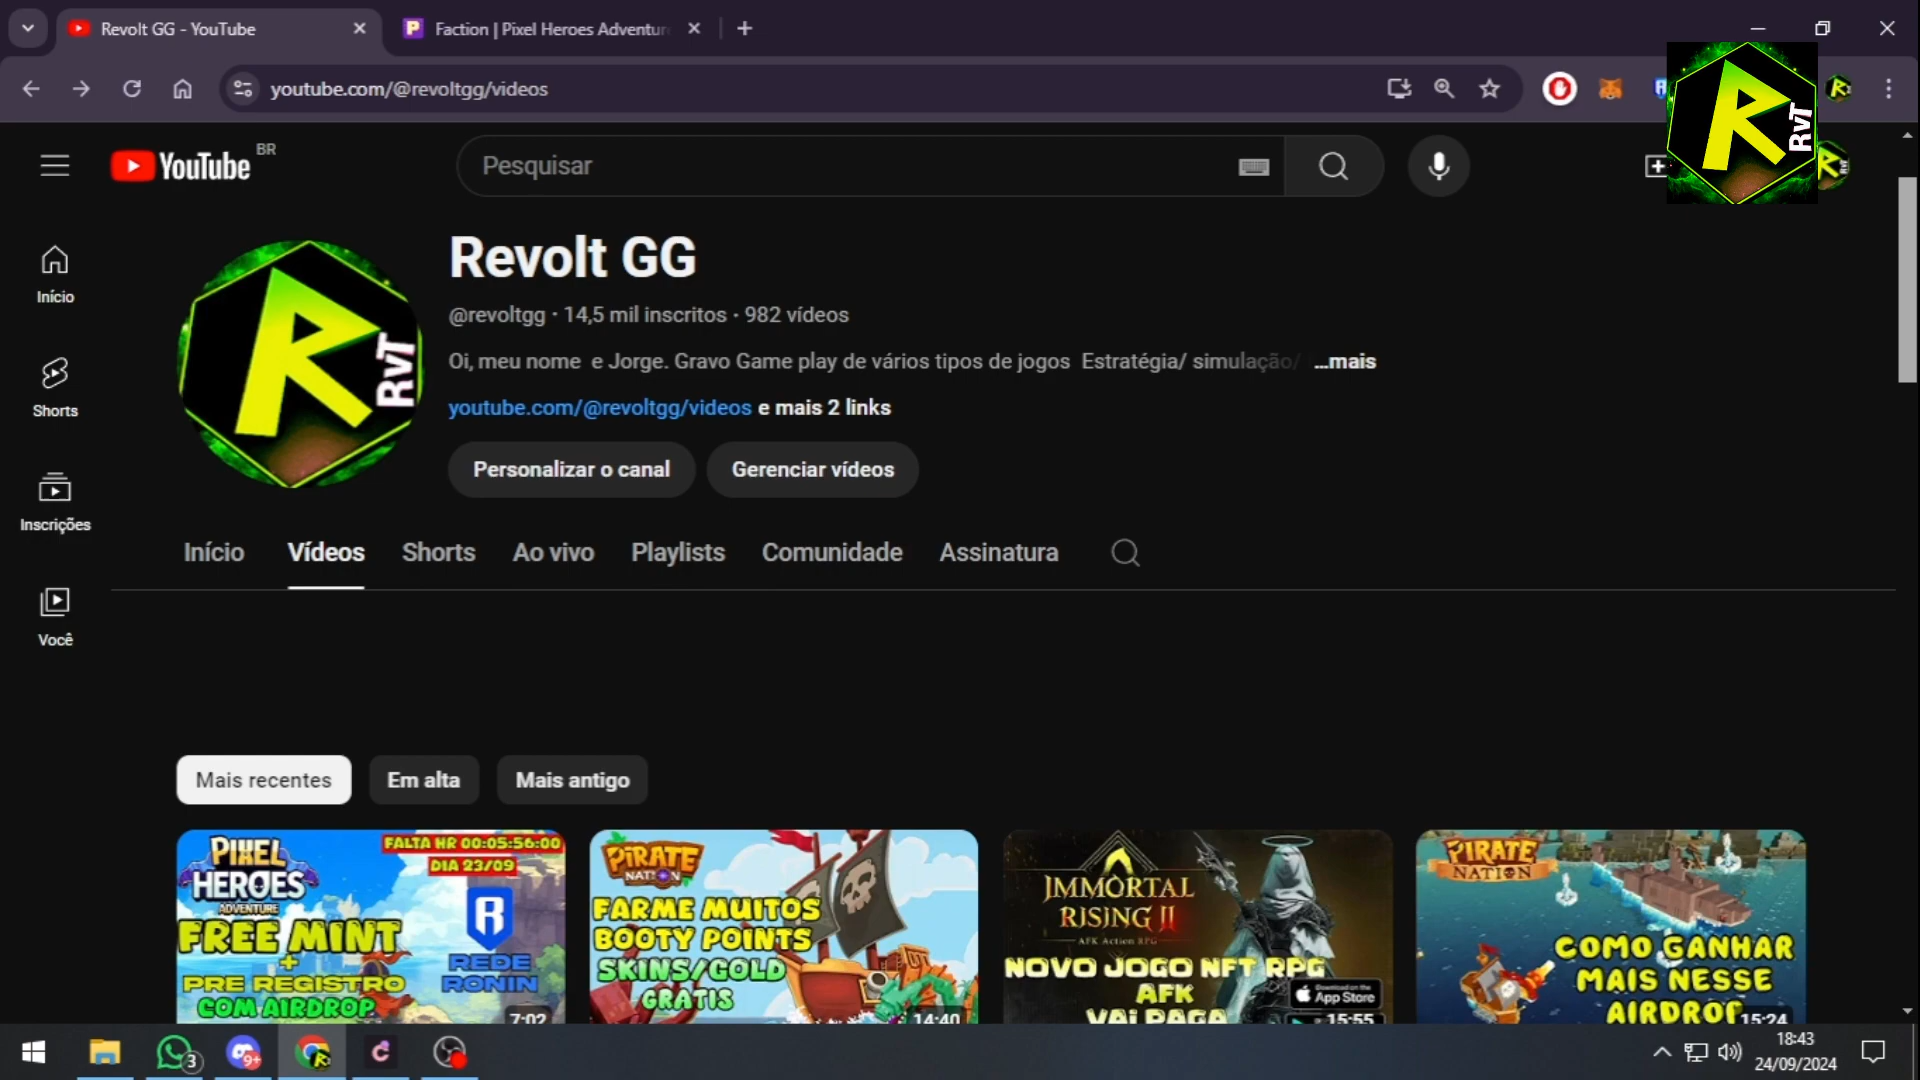 Revolt GG - YouTube
Faction | Pixel Heroes Adventur
youtube.com/@revoltgg/videos
RvT
YouTube BR
Pesquisar
Início
Shorts
Inscrições
Você
RvT
Revolt GG
@revoltgg · 14,5 mil inscritos · 982 vídeos
Oi, meu nome e Jorge. Gravo Game play de vários tipos de jogos Estratégia/ simulação/ ...mais
youtube.com/@revoltgg/videos e mais 2 links
Personalizar o canal
Gerenciar vídeos
Início
Vídeos
Shorts
Ao vivo
Playlists
Comunidade
Assinatura
Mais recentes
Em alta
Mais antigo
PIXEL
HEROES
ADVENTURE
FALTA HR 00:05:56:00
DIA 23/09
FREE MINT
+
PRE REGISTRO
COM AIRDROP
REDE
RONIN
7:02
PIRATE
NATION
FARME MUITOS
BOOTY POINTS
SKINS/GOLD
GRATIS
14:40
IMMORTAL
RISING II
AFK Action RPG
NOVO JOGO NFT RPG
AFK
VAI PAGA
Download on the
App Store
15:55
PIRATE
NATION
COMO GANHAR
MAIS NESSE
AIRDROP
15:24
3
9+
18:43
24/09/2024